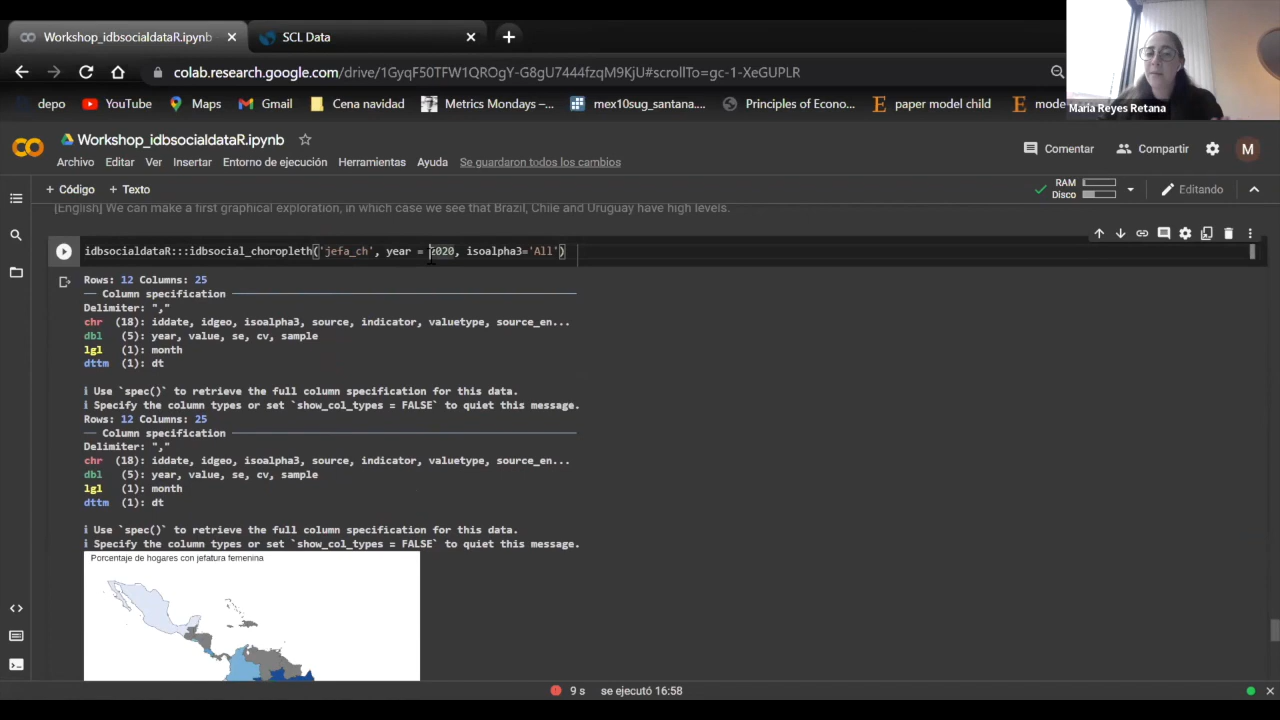 Workshop_idbsocialdataR.ipynb
SCL Data
colab.research.google.com/drive/1GyqF50TFW1QROgY-G8gU7444fzqM9KjU#scrollTo=gc-1-XeGUPLR
depo YouTube Maps Gmail Cena navidad Metrics Mondays –... mex10sug_santana.... Principles of Econo... paper model child mode
María Reyes Retana
Workshop_idbsocialdataR.ipynb
Comentar Compartir M
Archivo Editar Ver Insertar Entorno de ejecución Herramientas Ayuda Se guardaron todos los cambios
+ Código + Texto RAM Disco Editando
[English] We can make a first graphical exploration, in which case we see that Brazil, Chile and Uruguay have high levels.
idbsocialdataR:::idbsocial_choropleth('jefa_ch', year = 2020, isoalpha3='All')
Rows: 12 Columns: 25
── Column specification ────────────────────────
Delimiter: ","
chr (18): iddate, idgeo, isoalpha3, source, indicator, valuetype, source_en...
dbl (5): year, value, se, cv, sample
lgl (1): month
dttm (1): dt
ℹ Use `spec()` to retrieve the full column specification for this data.
ℹ Specify the column types or set `show_col_types = FALSE` to quiet this message.
Rows: 12 Columns: 25
── Column specification ────────────────────────
Delimiter: ","
chr (18): iddate, idgeo, isoalpha3, source, indicator, valuetype, source_en...
dbl (5): year, value, se, cv, sample
lgl (1): month
dttm (1): dt
ℹ Use `spec()` to retrieve the full column specification for this data.
ℹ Specify the column types or set `show_col_types = FALSE` to quiet this message.
Porcentaje de hogares con jefatura femenina
9 s se ejecutó 16:58